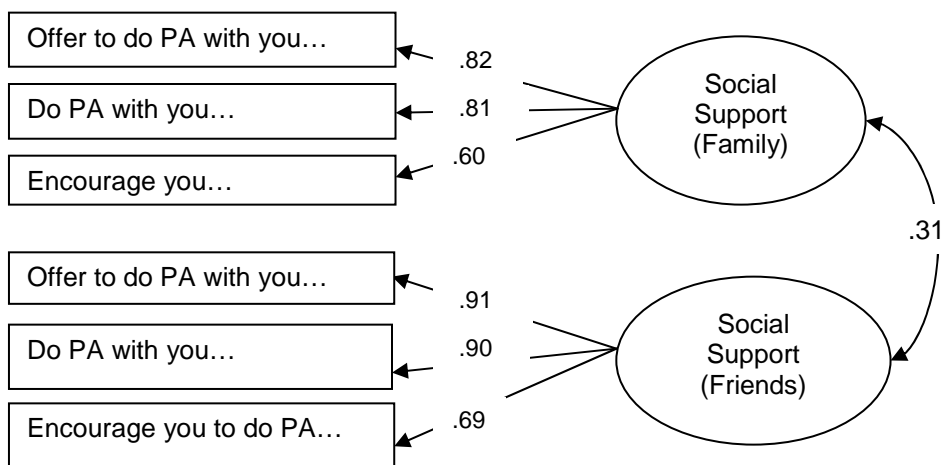 Offer to do PA with you…
.82
Social
Support
(Family)
Do PA with you…
.81
Encourage you…
.60
.31
Offer to do PA with you…
.91
Social
Support
(Friends)
Do PA with you…
.90
Encourage you to do PA…
.69